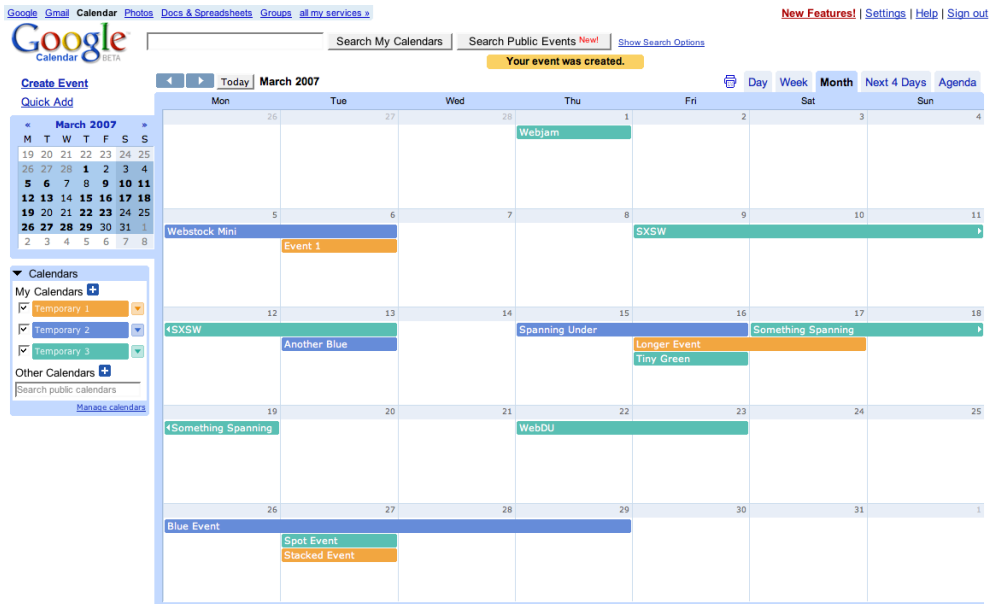 Google Gmail Calendar Photos Docs & Spreadsheets Groups all my services »
New Features! | Settings | Help | Sign out
Google
Calendar BETA
Search My Calendars
Search Public Events New!
Show Search Options
Your event was created.
Create Event
Quick Add
Today March 2007
Day Week Month Next 4 Days Agenda
« March 2007 »
M T W T F S S
19 20 21 22 23 24 25
26 27 28 1 2 3 4
5 6 7 8 9 10 11
12 13 14 15 16 17 18
19 20 21 22 23 24 25
26 27 28 29 30 31 1
2 3 4 5 6 7 8
Calendars
My Calendars
Temporary 1
Temporary 2
Temporary 3
Other Calendars
Search public calendars
Manage calendars
Mon Tue Wed Thu Fri Sat Sun
26 27 28 1 2 3 4
Webjam
5 6 7 8 9 10 11
Webstock Mini SXSW
Event 1
12 13 14 15 16 17 18
SXSW Spanning Under Something Spanning
Another Blue Longer Event
Tiny Green
19 20 21 22 23 24 25
Something Spanning WebDU
26 27 28 29 30 31 1
Blue Event
Spot Event
Stacked Event